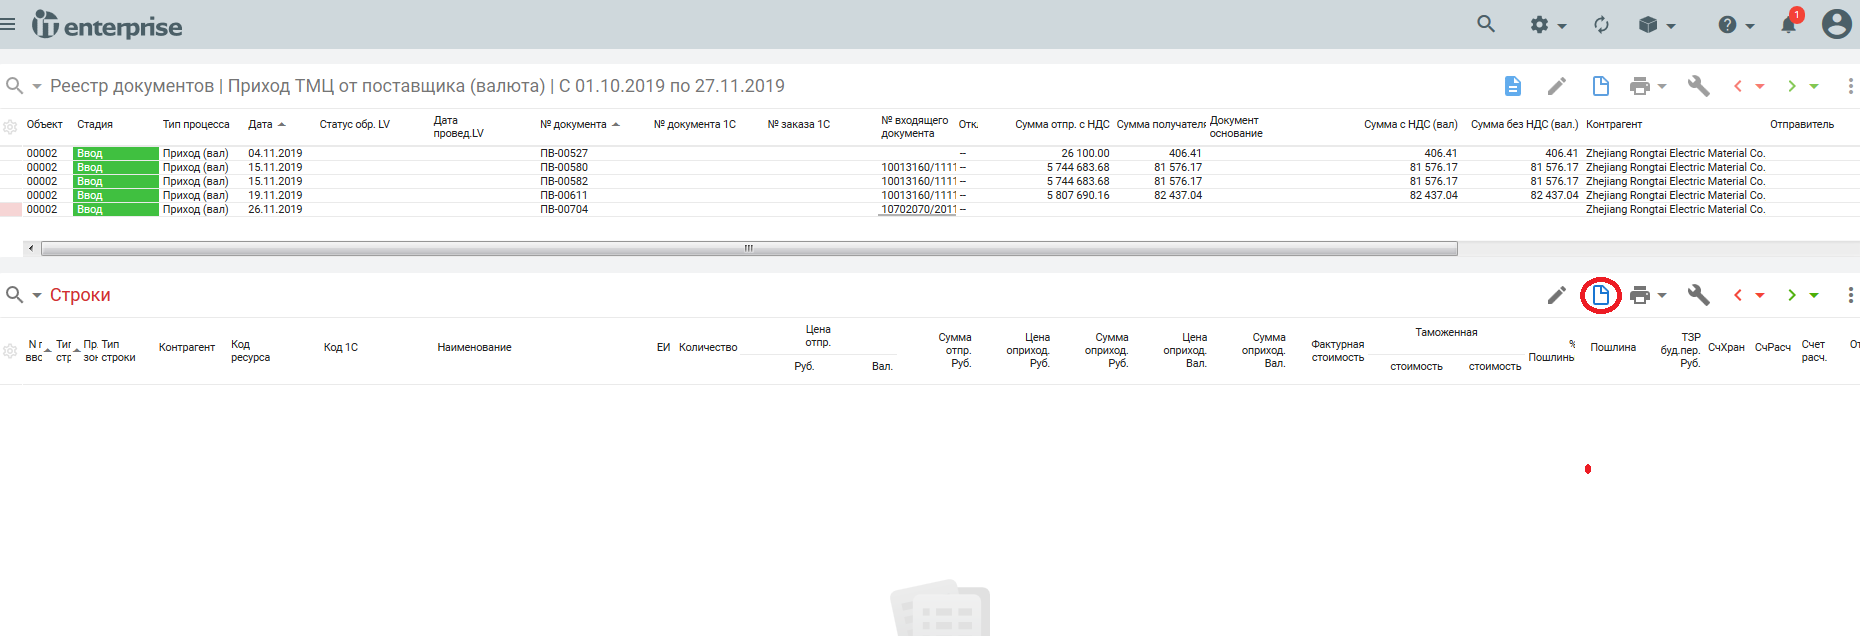 iT enterprise
1
Реестр документов | Приход ТМЦ от поставщика (валюта) | С 01.10.2019 по 27.11.2019
Объект Стадия Тип процесса Дата Статус обр. LV Дата провед.LV № документа № документа 1С № заказа 1С № входящего документа Отк. Сумма отпр. с НДС Сумма получателя Документ основание Сумма с НДС (вал) Сумма без НДС (вал.) Контрагент Отправитель
00002 Ввод Приход (вал) 04.11.2019 ПВ-00527 -- 26 100.00 406.41 406.41 406.41 Zhejiang Rongtai Electric Material Co.
00002 Ввод Приход (вал) 15.11.2019 ПВ-00580 10013160/1111 -- 5 744 683.68 81 576.17 81 576.17 81 576.17 Zhejiang Rongtai Electric Material Co.
00002 Ввод Приход (вал) 15.11.2019 ПВ-00582 10013160/1111 -- 5 744 683.68 81 576.17 81 576.17 81 576.17 Zhejiang Rongtai Electric Material Co.
00002 Ввод Приход (вал) 19.11.2019 ПВ-00611 10013160/1111 -- 5 807 690.16 82 437.04 82 437.04 82 437.04 Zhejiang Rongtai Electric Material Co.
00002 Ввод Приход (вал) 26.11.2019 ПВ-00704 10702070/2011 -- Zhejiang Rongtai Electric Material Co.
Строки
N г ввс Тиг стр Пр. зон Тип строки Контрагент Код ресурса Код 1С Наименование ЕИ Количество Цена отпр. Руб. Вал. Сумма отпр. Руб. Цена оприход. Руб. Сумма оприход. Руб. Цена оприход. Вал. Сумма оприход. Вал. Фактурная стоимость Таможенная стоимость стоимость % Пошлинь Пошлина ТЗР буд.пер. Руб. СчХран СчРасч Счет расч. От